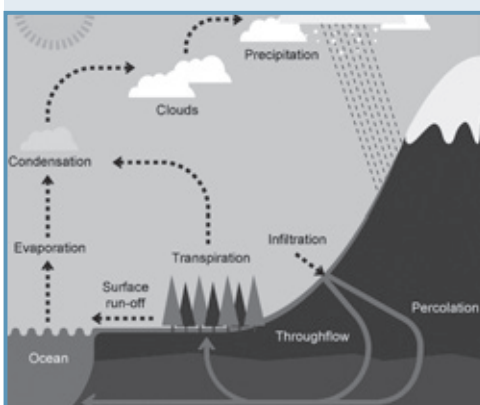 Precipitation
Clouds
Condensation
Evaporation
Transpiration
Infiltration
Surface
run-off
Percolation
Throughflow
Ocean